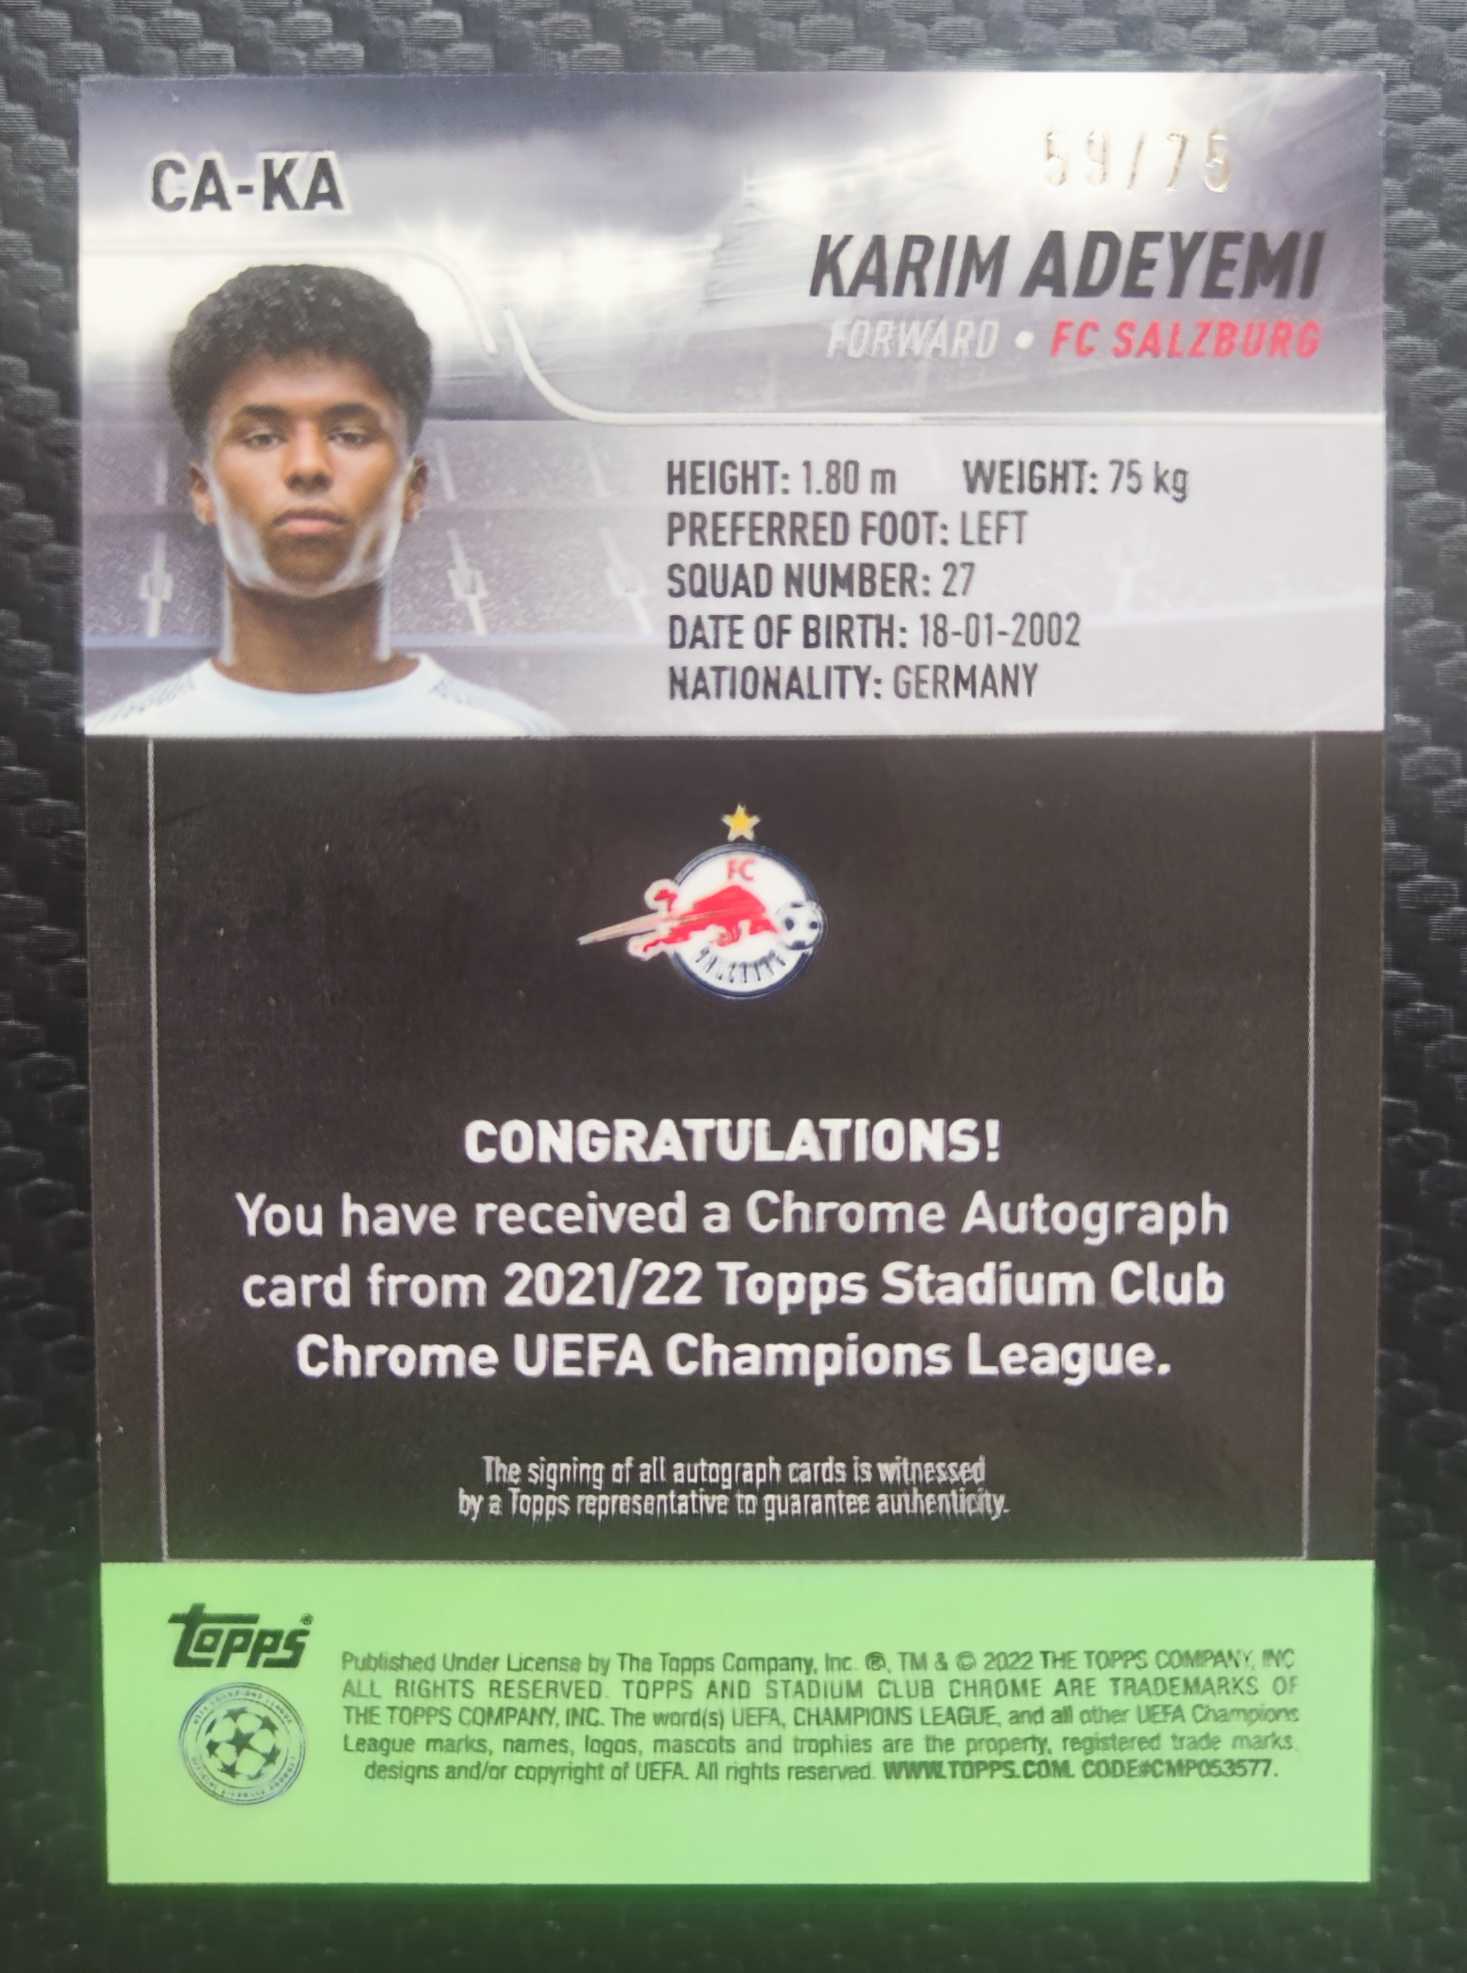 CA-KA
59/75
KARIM ADEYEMI
FORWARD • FC SALZBURG
HEIGHT: 1.80 m WEIGHT: 75 kg
PREFERRED FOOT: LEFT
SQUAD NUMBER: 27
DATE OF BIRTH: 18-01-2002
NATIONALITY: GERMANY
FC
CONGRATULATIONS!
You have received a Chrome Autograph
card from 2021/22 Topps Stadium Club
Chrome UEFA Champions League.
The signing of all autograph cards is witnessed
by a Topps representative to guarantee authenticity.
Topps®
Published Under License by The Topps Company, Inc. ®, TM & © 2022 THE TOPPS COMPANY, INC
ALL RIGHTS RESERVED. TOPPS AND STADIUM CLUB CHROME ARE TRADEMARKS OF
THE TOPPS COMPANY, INC. The word(s) UEFA, CHAMPIONS LEAGUE, and all other UEFA Champions
League marks, names, logos, mascots and trophies are the property, registered trade marks,
designs and/or copyright of UEFA. All rights reserved. WWW.TOPPS.COM. CODE#CMP053577.